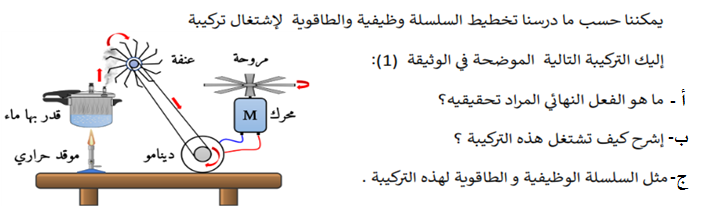 يمكننا حسب ما درسنا تخطيط السلسلة وظيفية والطاقوية لإشتغال تركيبة
إليك التركيبة التالية الموضحة في الوثيقة (1):
أ- ما هو الفعل النهائي المراد تحقيقيه؟
ب- إشرح كيف تشتغل هذه التركيبة ؟
ج- مثل السلسلة الوظيفية و الطاقوية لهذه التركيبة .
عنفة
مروحة
قدر بها ماء
محرك
M
موقد حراري
دينامو